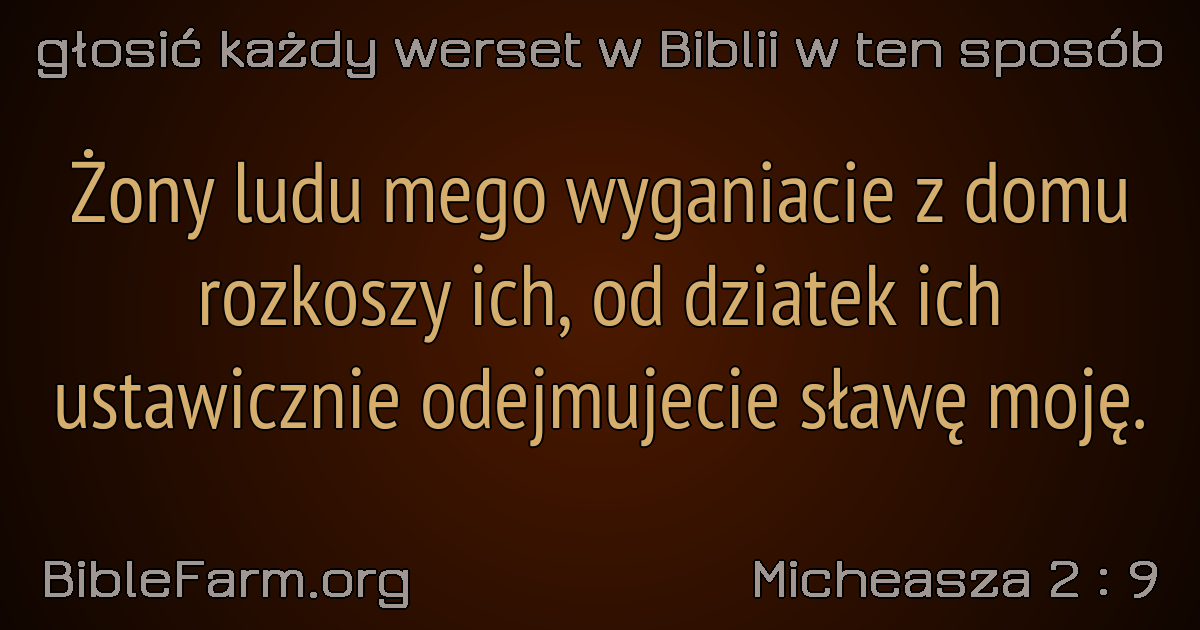 głosić każdy werset w Biblii w ten sposób
Żony ludu mego wyganiacie z domu
rozkoszy ich, od dziatek ich
ustawicznie odejmujecie sławę moję.
BibleFarm.org
Micheasza 2 : 9